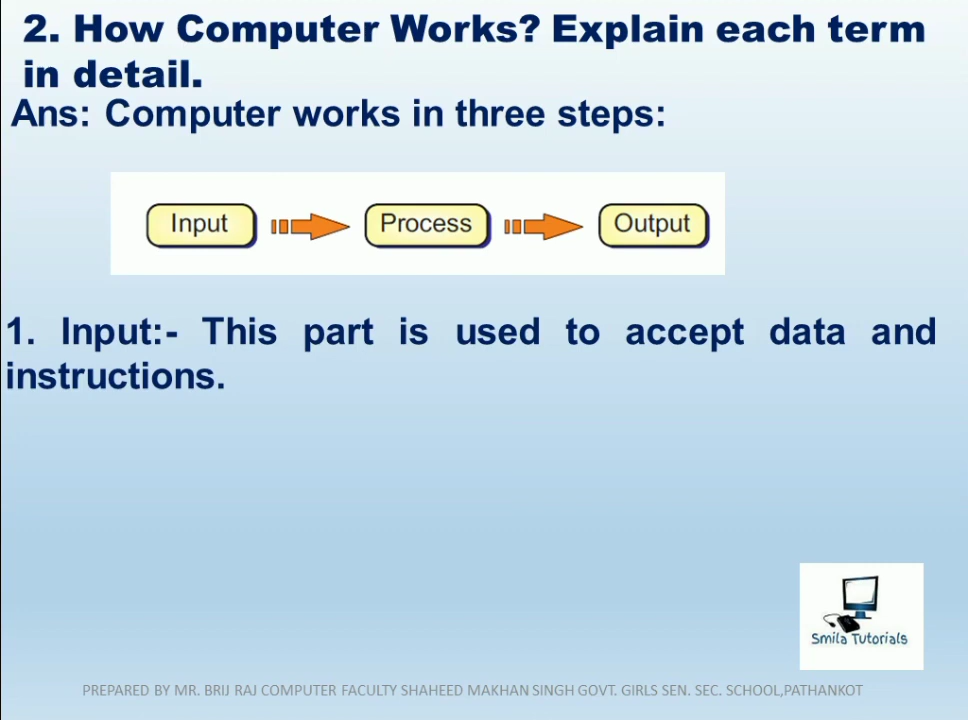 2. How Computer Works? Explain each term
in detail.
Ans: Computer works in three steps:
Input Process Output
1. Input:- This part is used to accept data and
instructions.
Smila Tutorials
PREPARED BY MR. BRIJ RAJ COMPUTER FACULTY SHAHEED MAKHAN SINGH GOVT. GIRLS SEN. SEC. SCHOOL,PATHANKOT